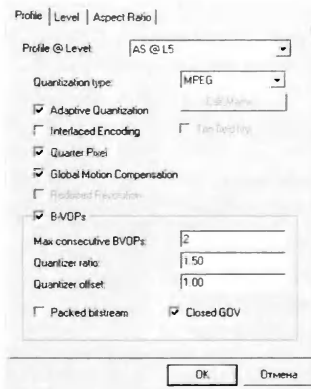 Profile Level Aspect Ratio
Profile @ Level: AS @ L5
Quantization type: MPEG
Adaptive Quantization
Interlaced Encoding
Quarter Pixel
Global Motion Compensation
Reduced Resolution
B-VOPs
Max consecutive BVOPs: 2
Quantizer ratio: 1.50
Quantizer offset: 1.00
Packed bitstream Closed GOV
OK Отмена